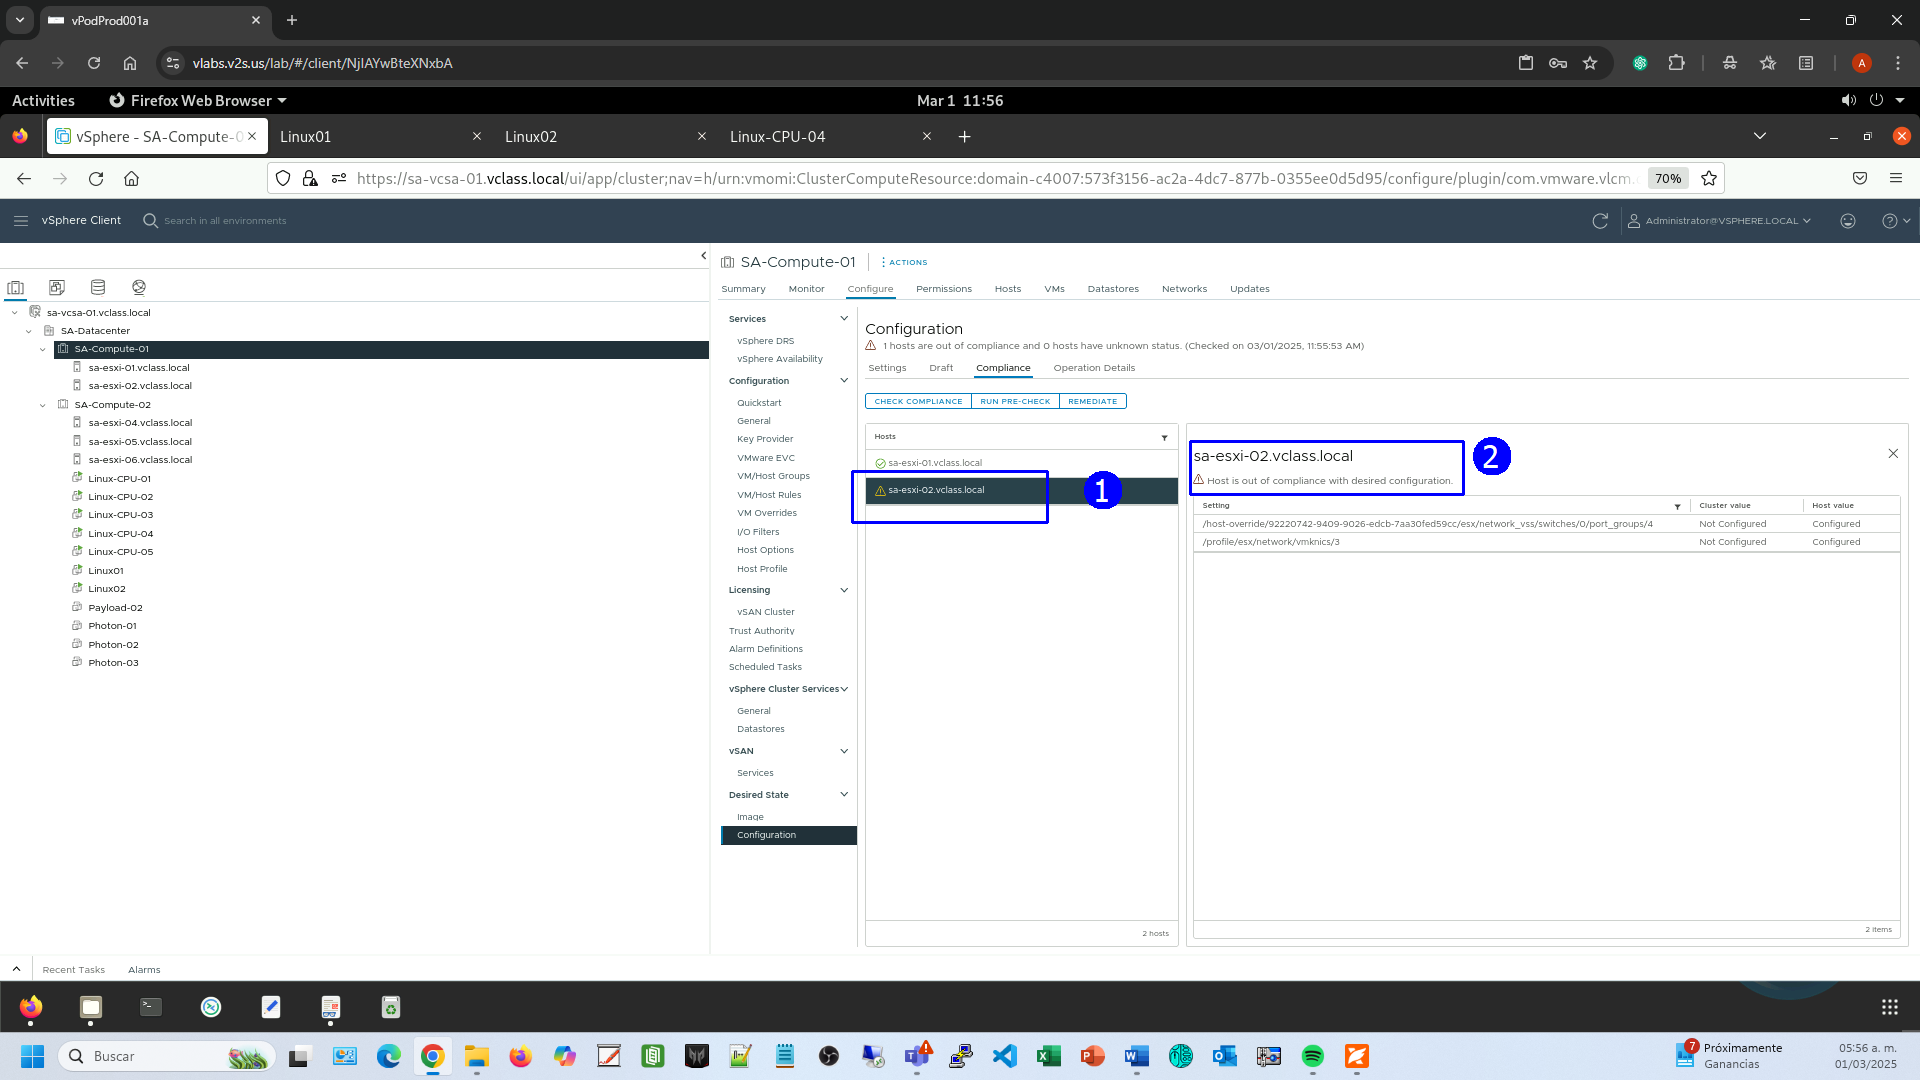 vPodProd001a
vlabs.v2s.us/lab/#/client/NjIAYwBteXNxbA
A
Activities
Firefox Web Browser
Mar 1 11:56
vSphere - SA-Compute-0
Linux01
Linux02
Linux-CPU-04
https://sa-vcsa-01.vclass.local/ui/app/cluster;nav=h/urn:vmomi:ClusterComputeResource:domain-c4007:573f3156-ac2a-4dc7-877b-0355ee0d5d95/configure/plugin/com.vmware.vlcm.
70%
vSphere Client
Search in all environments
Administrator@VSPHERE.LOCAL
SA-Compute-01
ACTIONS
Summary
Monitor
Configure
Permissions
Hosts
VMs
Datastores
Networks
Updates
sa-vcsa-01.vclass.local
SA-Datacenter
SA-Compute-01
sa-esxi-01.vclass.local
sa-esxi-02.vclass.local
SA-Compute-02
sa-esxi-04.vclass.local
sa-esxi-05.vclass.local
sa-esxi-06.vclass.local
Linux-CPU-01
Linux-CPU-02
Linux-CPU-03
Linux-CPU-04
Linux-CPU-05
Linux01
Linux02
Payload-02
Photon-01
Photon-02
Photon-03
Services
vSphere DRS
vSphere Availability
Configuration
Quickstart
General
Key Provider
VMware EVC
VM/Host Groups
VM/Host Rules
VM Overrides
I/O Filters
Host Options
Host Profile
Licensing
vSAN Cluster
Trust Authority
Alarm Definitions
Scheduled Tasks
vSphere Cluster Services
General
Datastores
vSAN
Services
Desired State
Image
Configuration
Configuration
1 hosts are out of compliance and 0 hosts have unknown status. (Checked on 03/01/2025, 11:55:53 AM)
Settings
Draft
Compliance
Operation Details
CHECK COMPLIANCE
RUN PRE-CHECK
REMEDIATE
Hosts
sa-esxi-01.vclass.local
sa-esxi-02.vclass.local
1
2 hosts
sa-esxi-02.vclass.local
2
Host is out of compliance with desired configuration.
Setting
Cluster value
Host value
/host-override/92220742-9409-9026-edcb-7aa30fed59cc/esx/network_vss/switches/0/port_groups/4
Not Configured
Configured
/profile/esx/network/vmknics/3
Not Configured
Configured
2 items
Recent Tasks
Alarms
Buscar
7
Próximamente
Ganancias
05:56 a. m.
01/03/2025